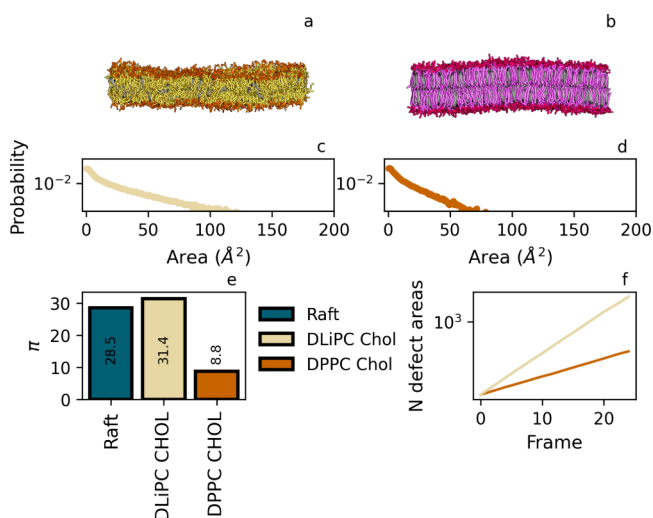 a
b
c
d
Probability
10⁻²
10⁻²
0
50
100
150
200
0
50
100
150
200
Area (Å²)
Area (Å²)
e
f
π
30
20
10
0
28.5
31.4
8.8
Raft
DLiPC CHOL
DPPC CHOL
Raft
DLiPC Chol
DPPC Chol
N defect areas
10³
0
10
20
Frame